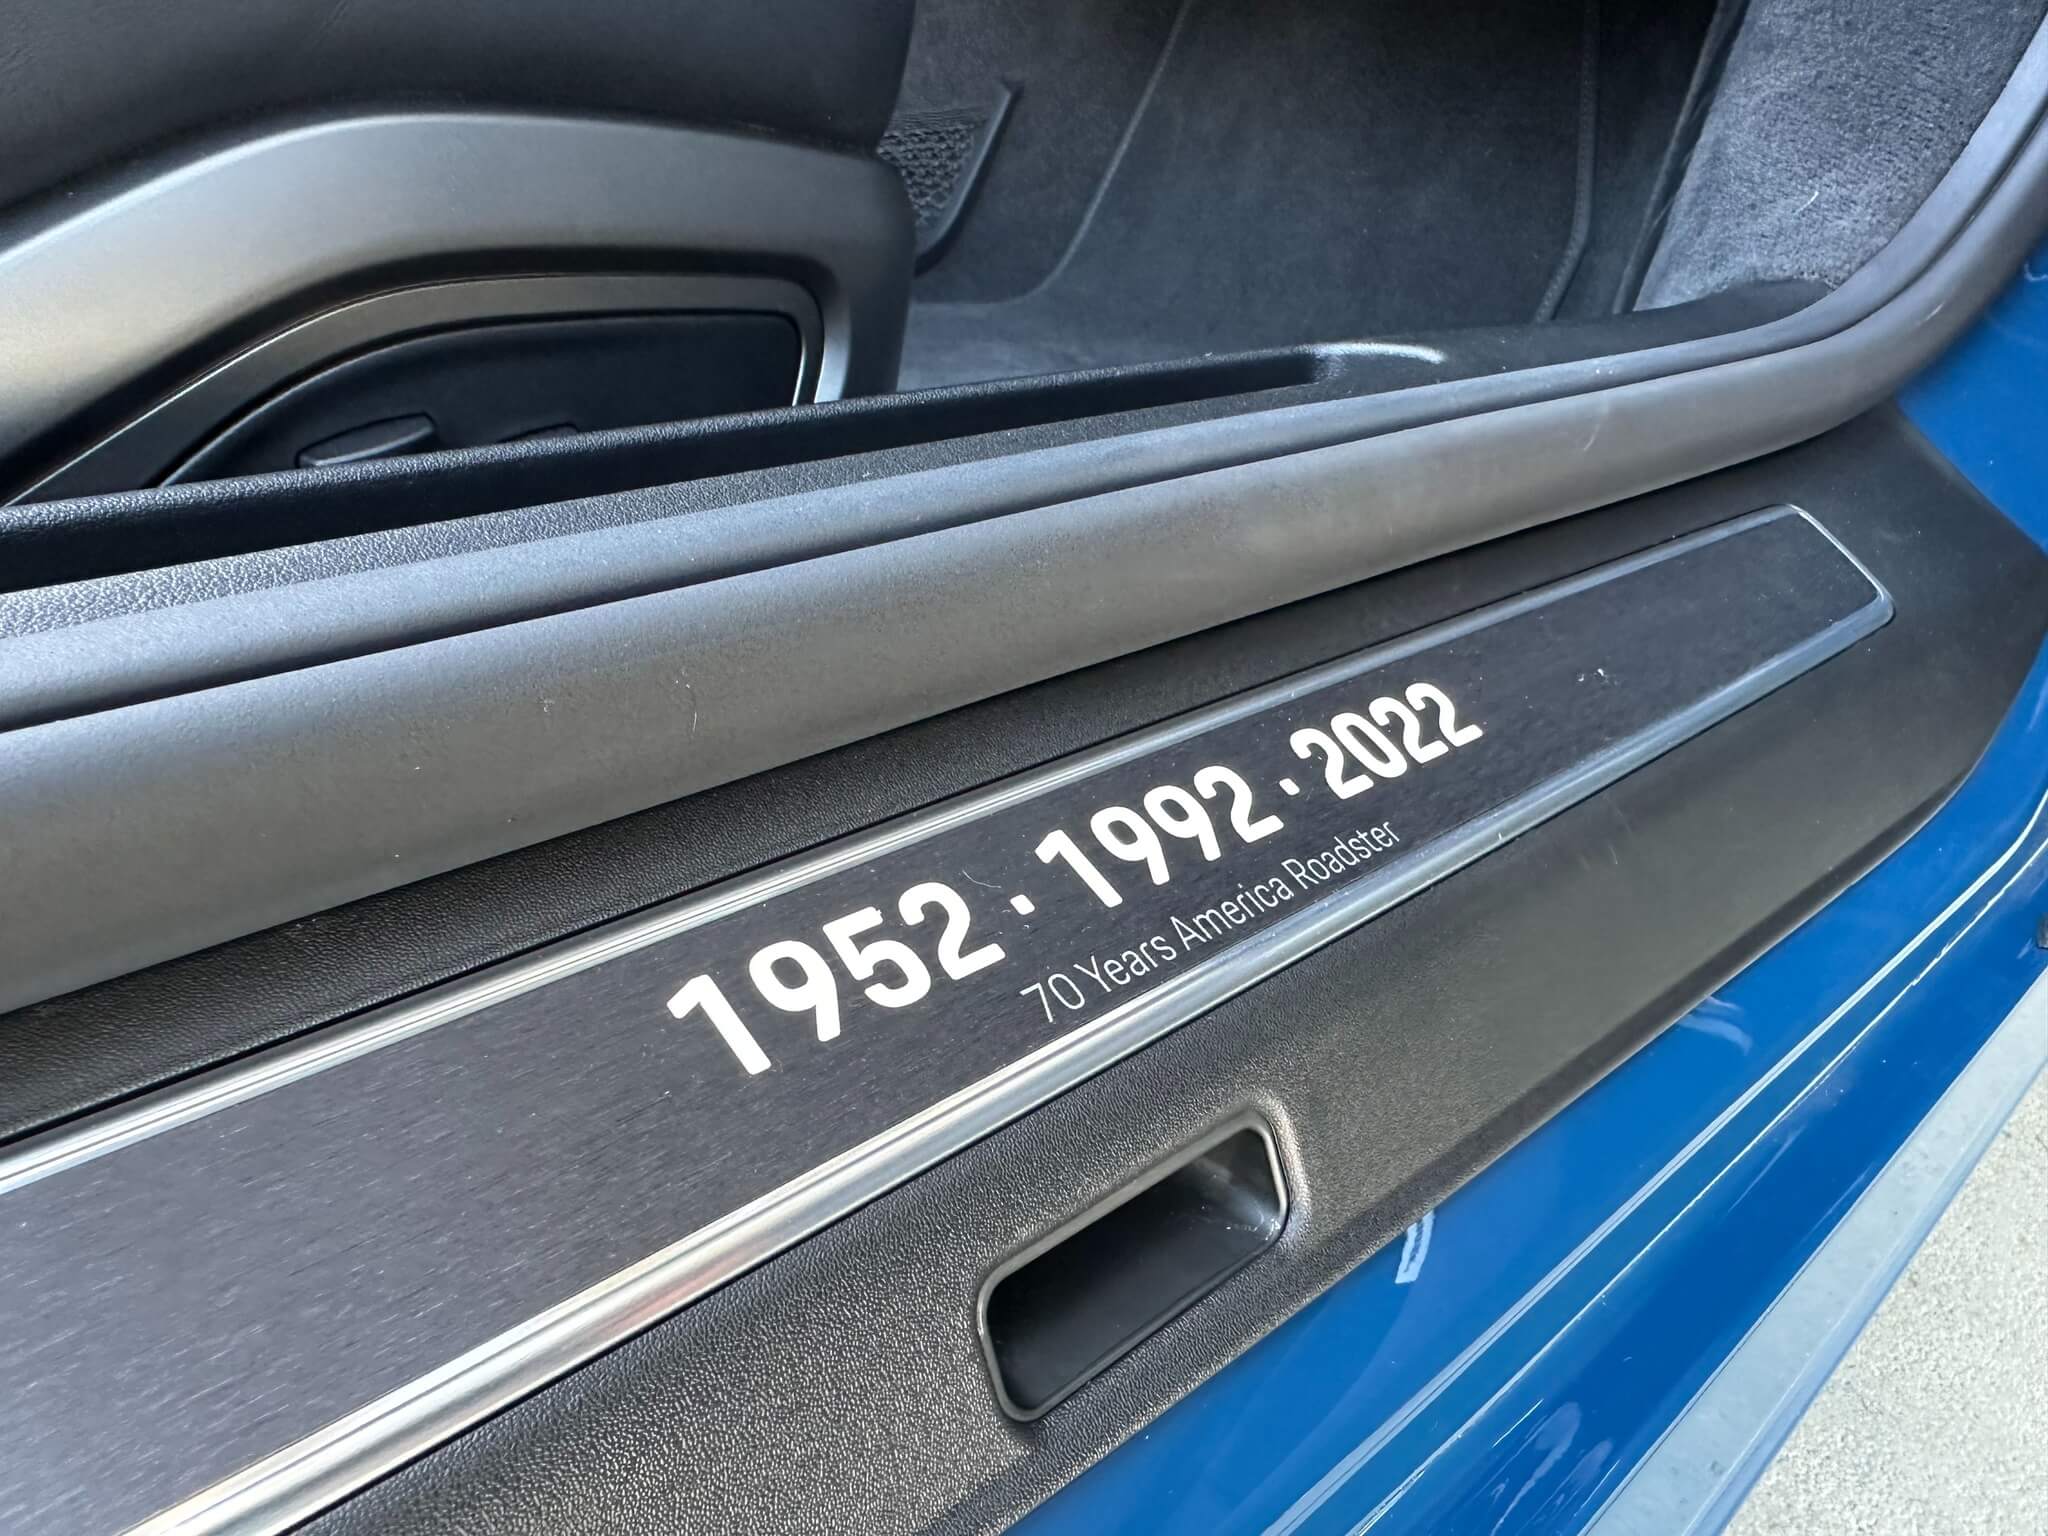 1952 · 1992 · 2022
70 Years America Roadster